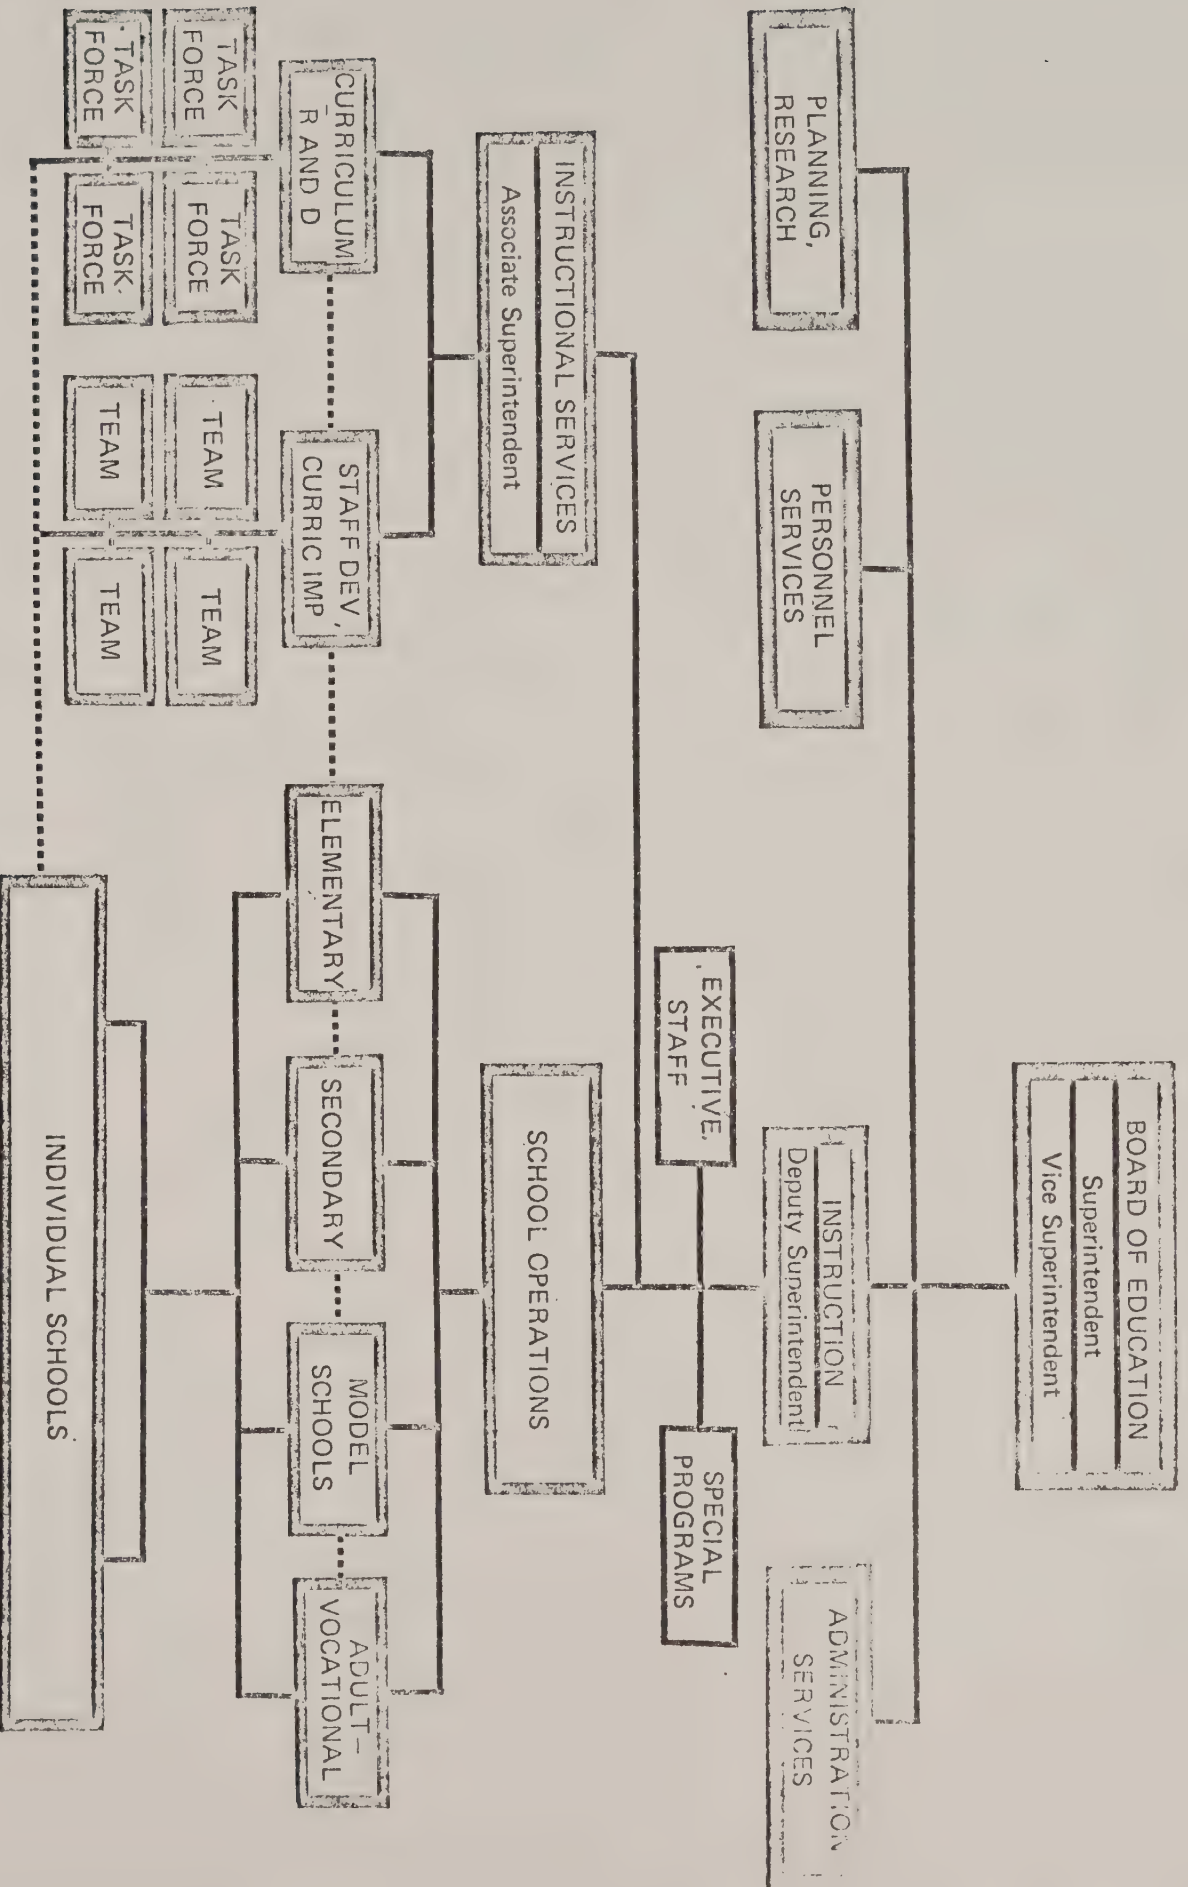 BOARD OF EDUCATION
Superintendent
Vice Superintendent
PLANNING,
RESEARCH
PERSONNEL
SERVICES
INSTRUCTION
Deputy Superintendent
ADMINISTRATION
SERVICES
EXECUTIVE
STAFF
SPECIAL
PROGRAMS
INSTRUCTIONAL SERVICES
Associate Superintendent
SCHOOL OPERATIONS
CURRICULUM
R AND D
STAFF DEV,
CURRIC IMP
ELEMENTARY
SECONDARY
MODEL
SCHOOLS
ADULT–
VOCATIONAL
TASK
FORCE
TASK
FORCE
TEAM
TEAM
TASK
FORCE
TASK
FORCE
TEAM
TEAM
INDIVIDUAL SCHOOLS